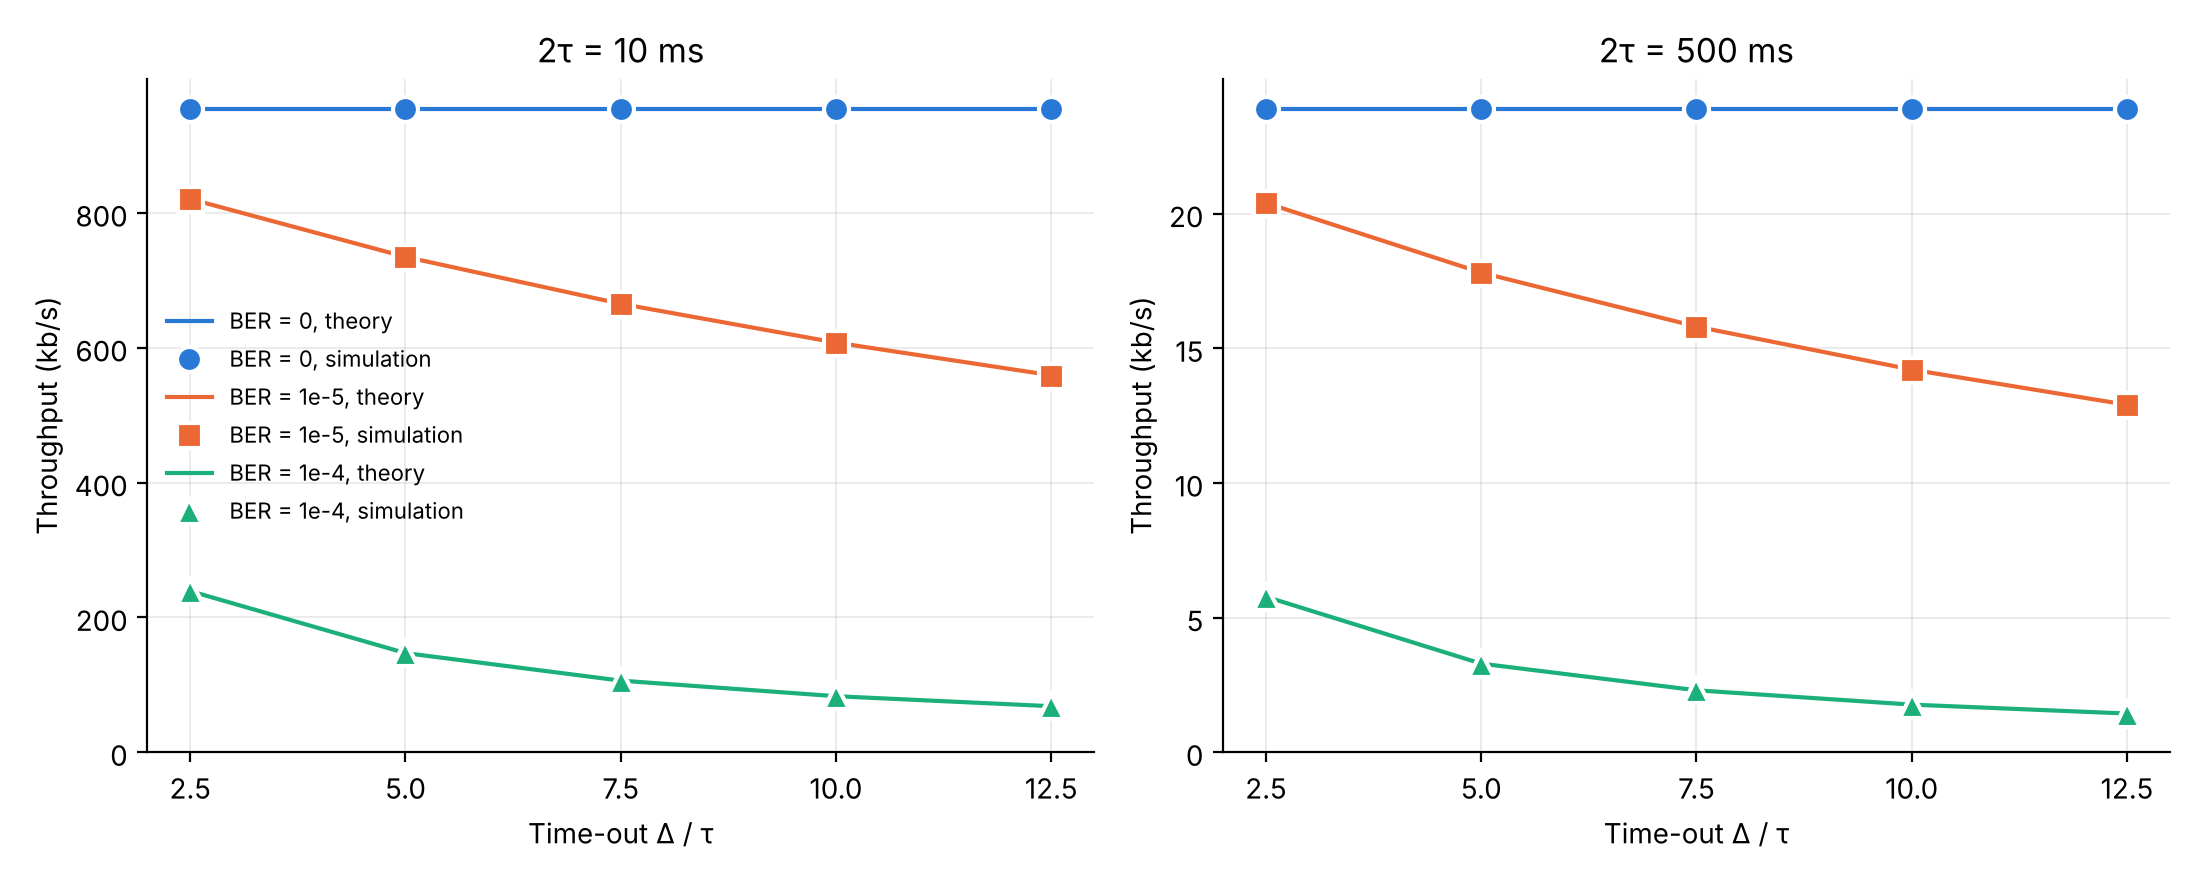 2τ = 10 ms
Throughput (kb/s)
800
600
400
200
0
BER = 0, theory
BER = 0, simulation
BER = 1e-5, theory
BER = 1e-5, simulation
BER = 1e-4, theory
BER = 1e-4, simulation
2.5 5.0 7.5 10.0 12.5
Time-out Δ / τ
2τ = 500 ms
Throughput (kb/s)
20
15
10
5
0
2.5 5.0 7.5 10.0 12.5
Time-out Δ / τ